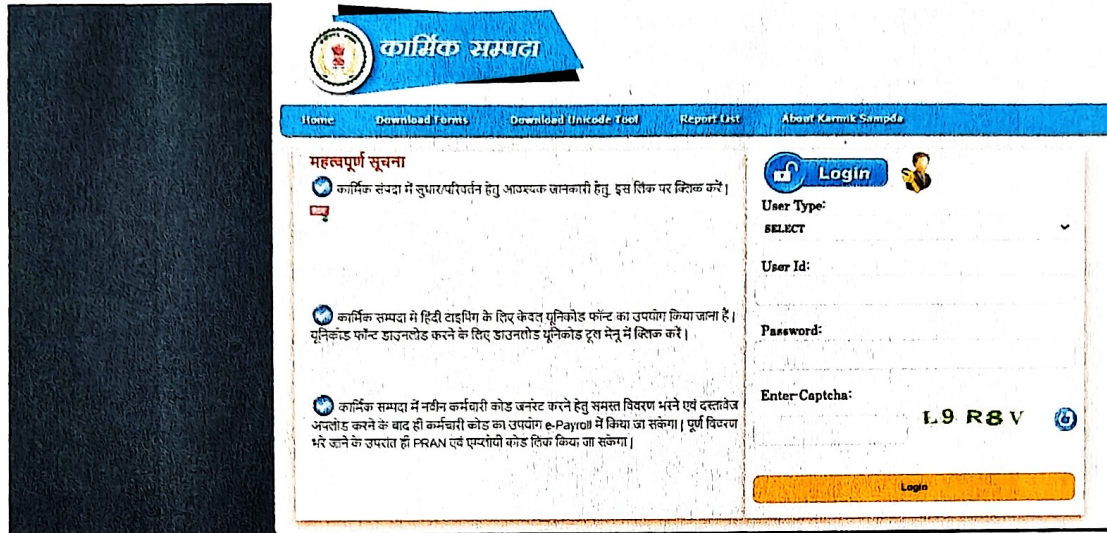 कार्मिक सम्पदा
Home Download Forms Download Unicode Tool Report List About Karmik Sampda
महत्वपूर्ण सूचना
कार्मिक संपदा में सुधार/परिवर्तन हेतु आवश्यक जानकारी हेतु, इस लिंक पर क्लिक करें |
कार्मिक सम्पदा मे हिंदी टाइपिंग के लिए केवल यूनिकोड फॉन्ट का उपयोग किया जाना हैं |
यूनिकोड फॉन्ट डाउनलोड करने के लिए डाउनलोड यूनिकोड टूल मेनू में क्लिक करें |
कार्मिक सम्पदा में नवीन कर्मचारी कोड जनरेट करने हेतु समस्त विवरण भरने एवं दस्तावेज
अपलोड करने के बाद ही कर्मचारी कोड का उपयोग e-Payroll में किया जा सकेगा | पूर्ण विवरण
भरे जाने के उपरांत ही PRAN एवं एम्प्लॉयी कोड लिंक किया जा सकेगा |
Login
User Type:
SELECT
User Id:
Password:
Enter Captcha:
L9 R8 V
Login